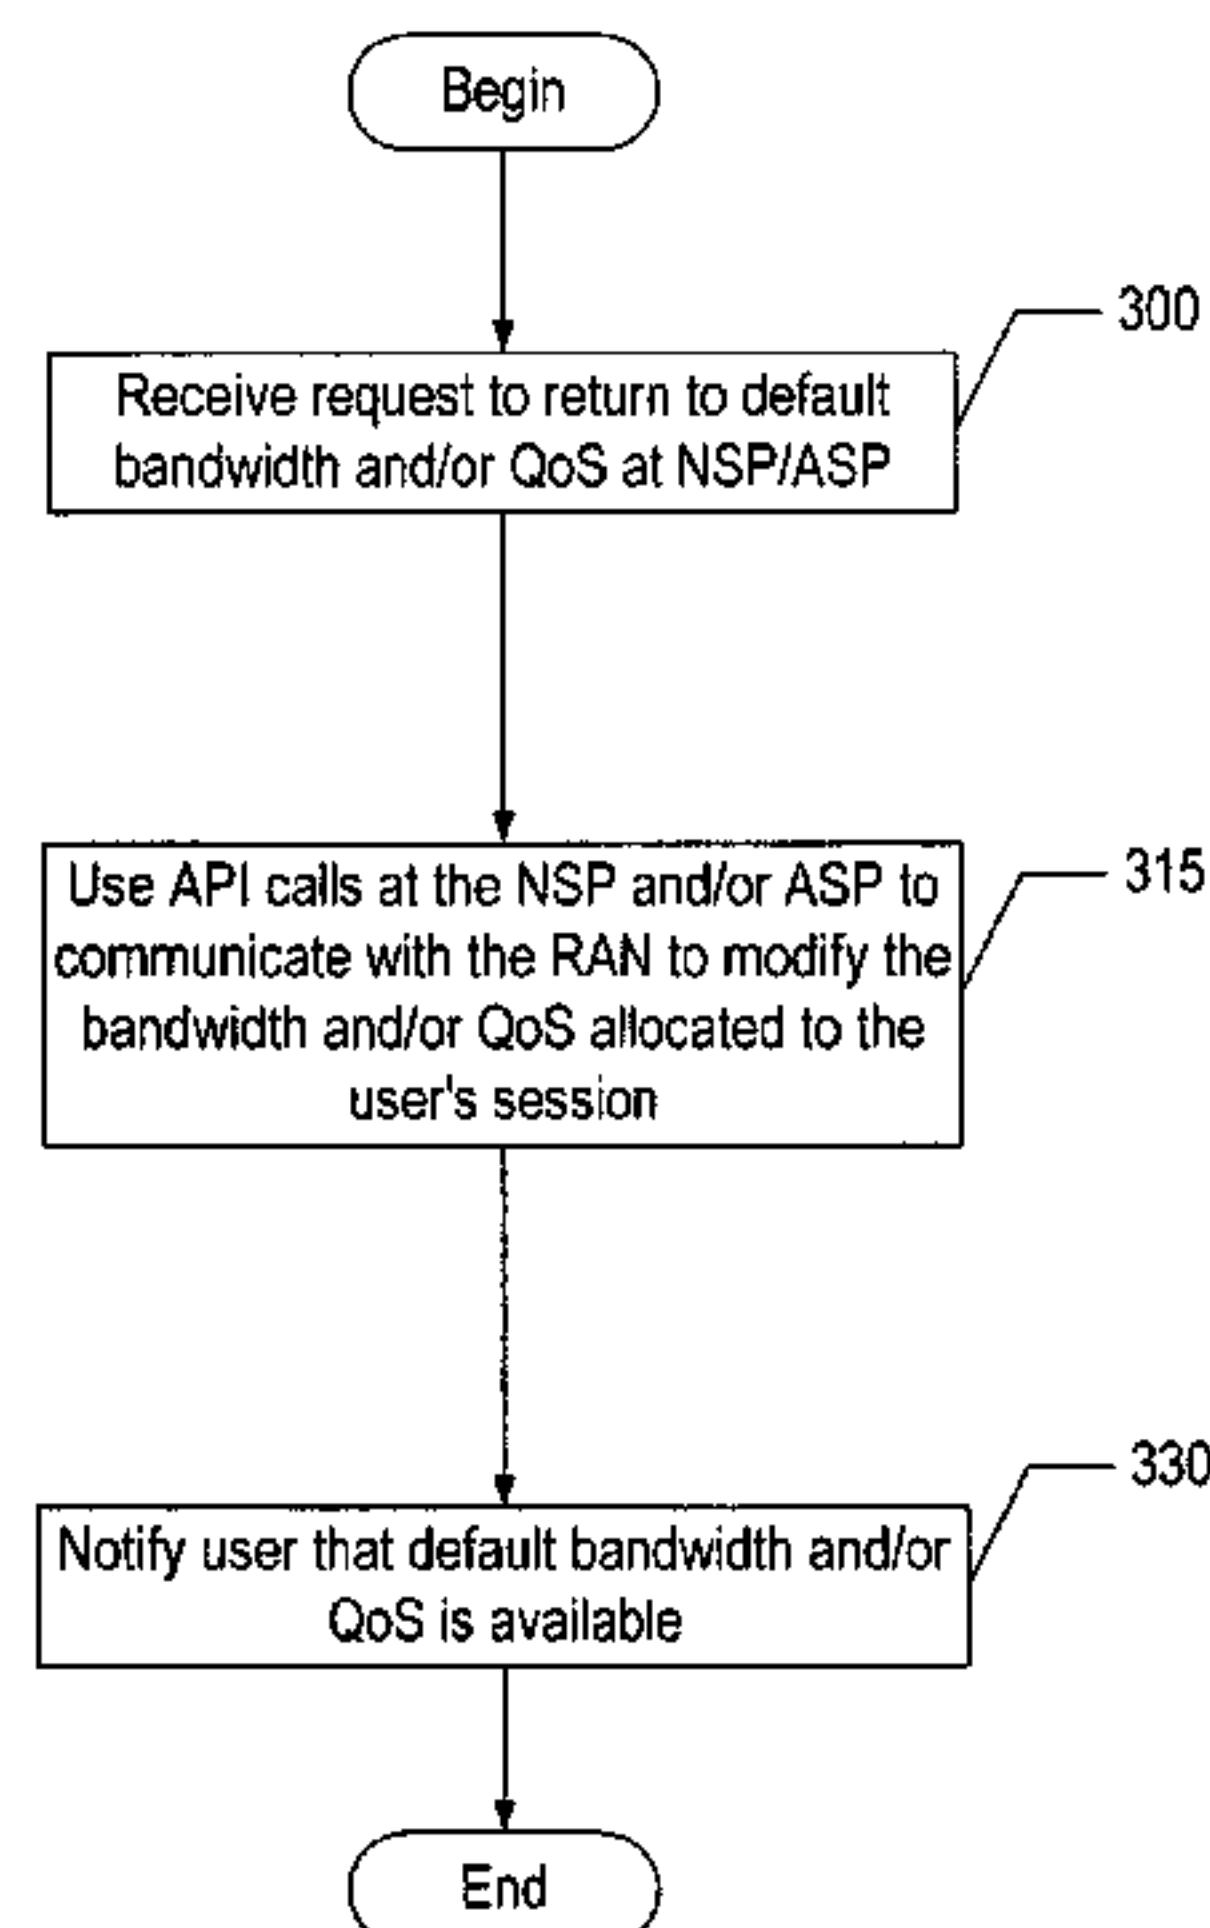 Begin
300
Receive request to return to default
bandwidth and/or QoS at NSP/ASP
315
Use API calls at the NSP and/or ASP to
communicate with the RAN to modify the
bandwidth and/or QoS allocated to the
user's session
330
Notify user that default bandwidth and/or
QoS is available
End